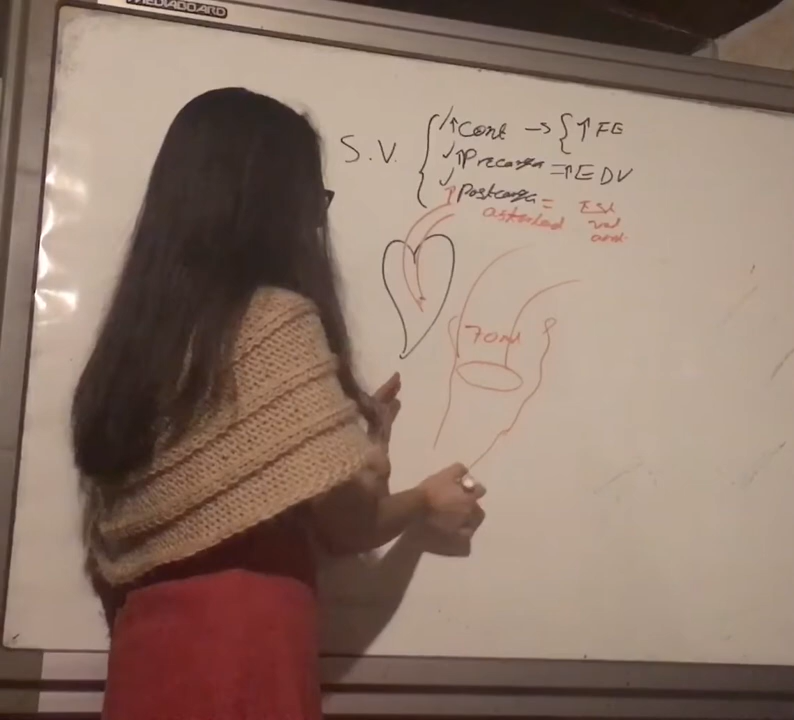 MEDIABOARD
S.V. { ↑Cont → { ↑FE
↑Precarga = ↑EDV
↑Postcarga =
70ml